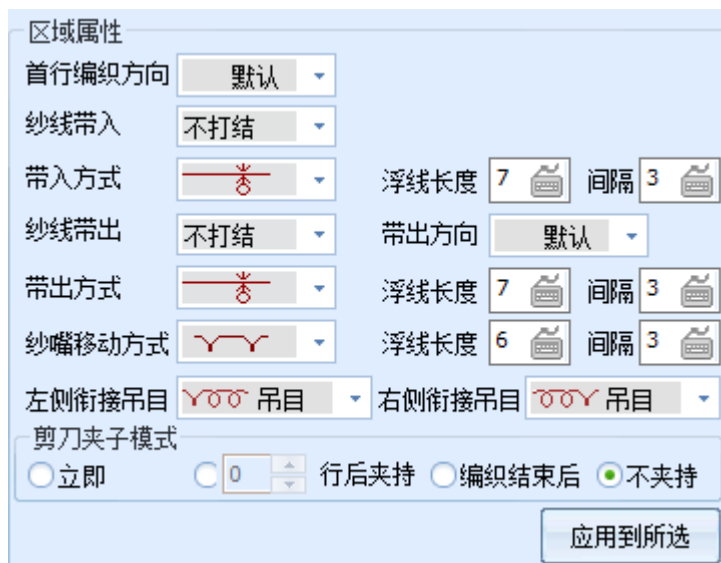 区域属性
首行编织方向 默认
纱线带入 不打结
带入方式 浮线长度 7 间隔 3
纱线带出 不打结 带出方向 默认
带出方式 浮线长度 7 间隔 3
纱嘴移动方式 浮线长度 6 间隔 3
左侧衔接吊目 吊目 右侧衔接吊目 吊目
剪刀夹子模式
立即 0 行后夹持 编织结束后 不夹持
应用到所选